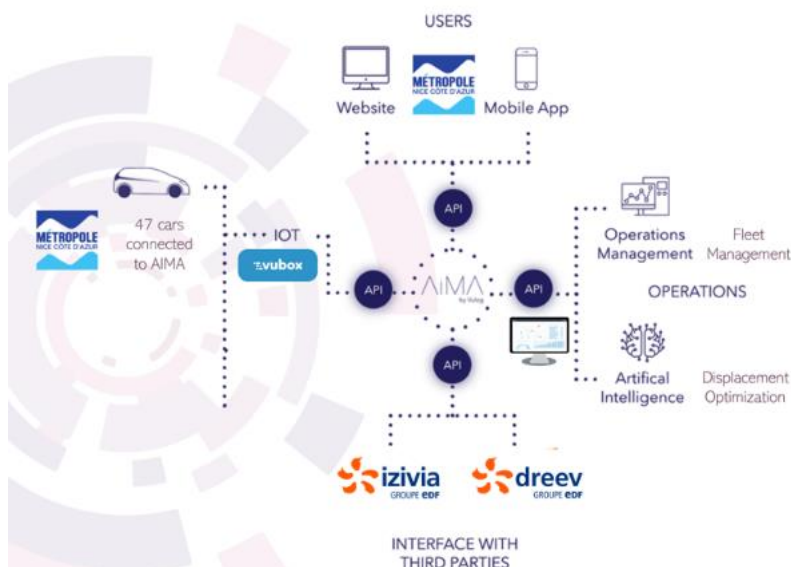 USERS
MÉTROPOLE
NICE CÔTE D'AZUR
Website
Mobile App
API
MÉTROPOLE
NICE CÔTE D'AZUR
47 cars
connected
to AIMA
IOT
vubox
API
AiMA
by Vulog
API
Operations
Management
Fleet
Management
OPERATIONS
API
Artifical
Intelligence
Displacement
Optimization
izivia
GROUPE eDF
dreev
GROUPE eDF
INTERFACE WITH
THIRD PARTIES